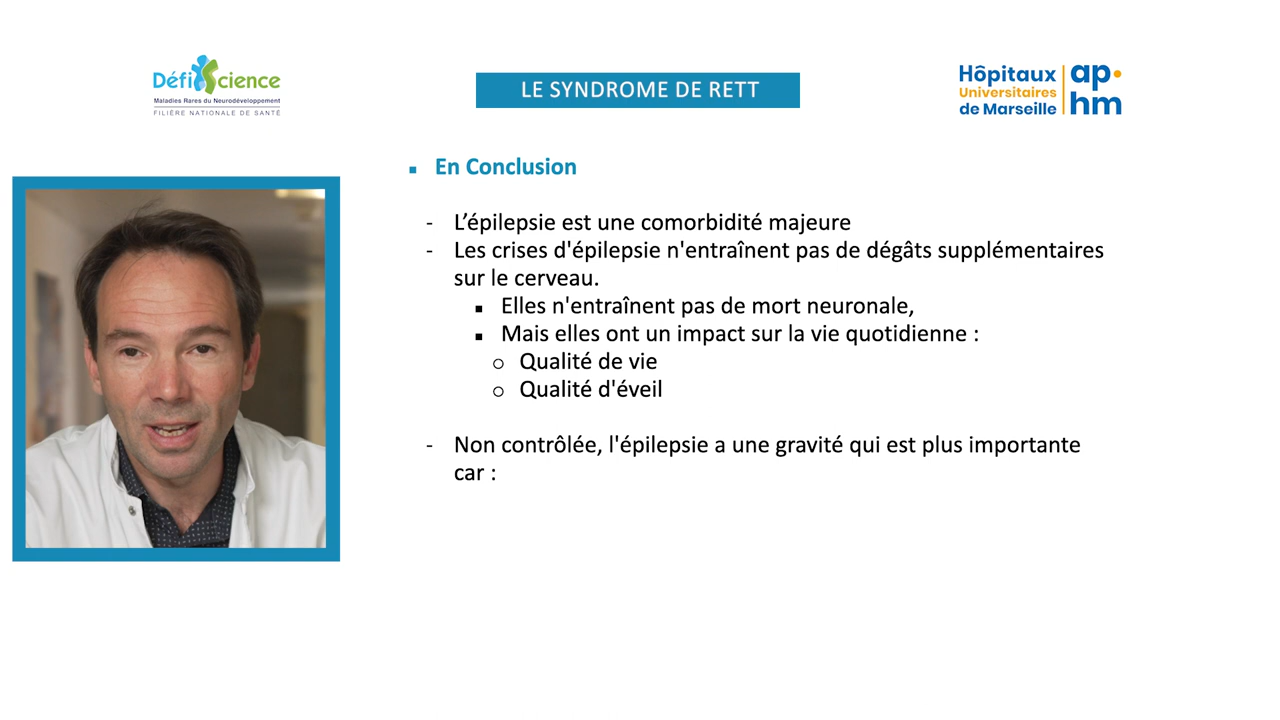 DéfiScience
Maladies Rares du Neurodéveloppement
FILIÈRE NATIONALE DE SANTÉ
LE SYNDROME DE RETT
Hôpitaux
Universitaires
de Marseille
ap.
hm
▪ En Conclusion
- L'épilepsie est une comorbidité majeure
- Les crises d'épilepsie n'entraînent pas de dégâts supplémentaires
sur le cerveau.
▪ Elles n'entraînent pas de mort neuronale,
▪ Mais elles ont un impact sur la vie quotidienne :
o Qualité de vie
o Qualité d'éveil
- Non contrôlée, l'épilepsie a une gravité qui est plus importante
car :